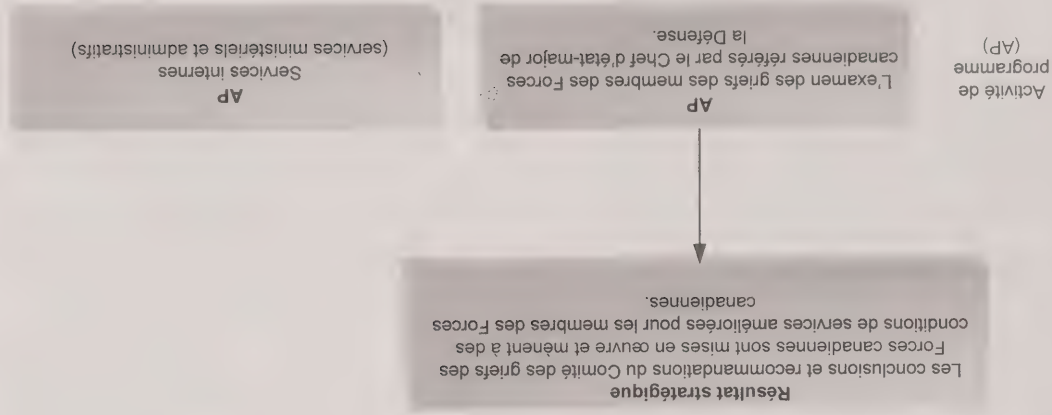 Résultat stratégique
Les conclusions et recommandations du Comité des griefs des
Forces canadiennes sont mises en œuvre et mènent à des
conditions de services améliorées pour les membres des Forces
canadiennes.
Activité de
programme
(AP)
AP
L'examen des griefs des membres des Forces
canadiennes référés par le Chef d'état-major de
la Défense.
AP
Services internes
(services ministériels et administratifs)